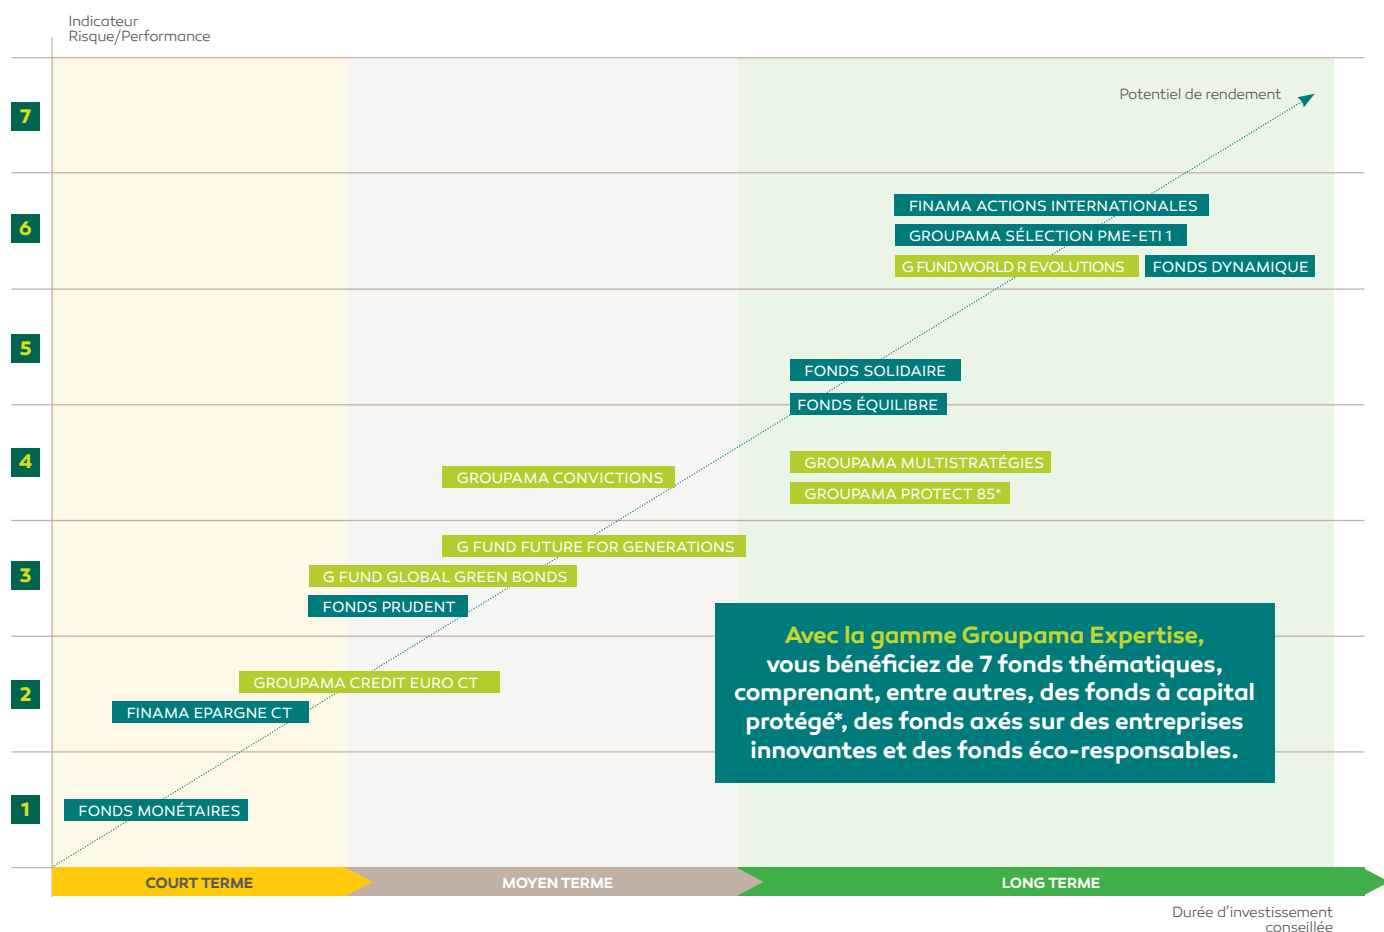 Indicateur
Risque/Performance
Potentiel de rendement
7
6
FINAMA ACTIONS INTERNATIONALES
GROUPAMA SÉLECTION PME-ETI 1
G FUND WORLD R EVOLUTIONS
FONDS DYNAMIQUE
5
FONDS SOLIDAIRE
FONDS ÉQUILIBRE
4
GROUPAMA CONVICTIONS
GROUPAMA MULTISTRATÉGIES
GROUPAMA PROTECT 85*
3
G FUND FUTURE FOR GENERATIONS
G FUND GLOBAL GREEN BONDS
FONDS PRUDENT
2
GROUPAMA CREDIT EURO CT
FINAMA EPARGNE CT
Avec la gamme Groupama Expertise,
vous bénéficiez de 7 fonds thématiques,
comprenant, entre autres, des fonds à capital
protégé*, des fonds axés sur des entreprises
innovantes et des fonds éco-responsables.
1
FONDS MONÉTAIRES
COURT TERME
MOYEN TERME
LONG TERME
Durée d'investissement
conseillée